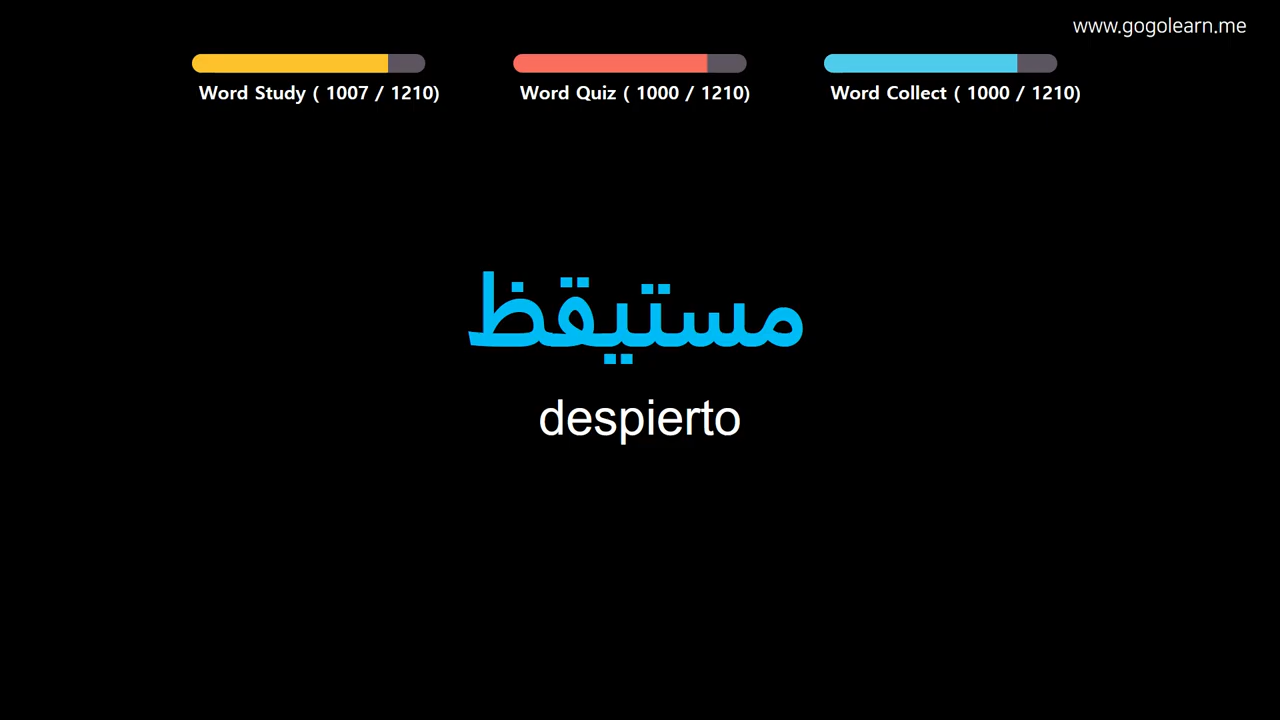 www.gogolearn.me
Word Study ( 1007 / 1210)
Word Quiz ( 1000 / 1210)
Word Collect ( 1000 / 1210)
مستيقظ
despierto